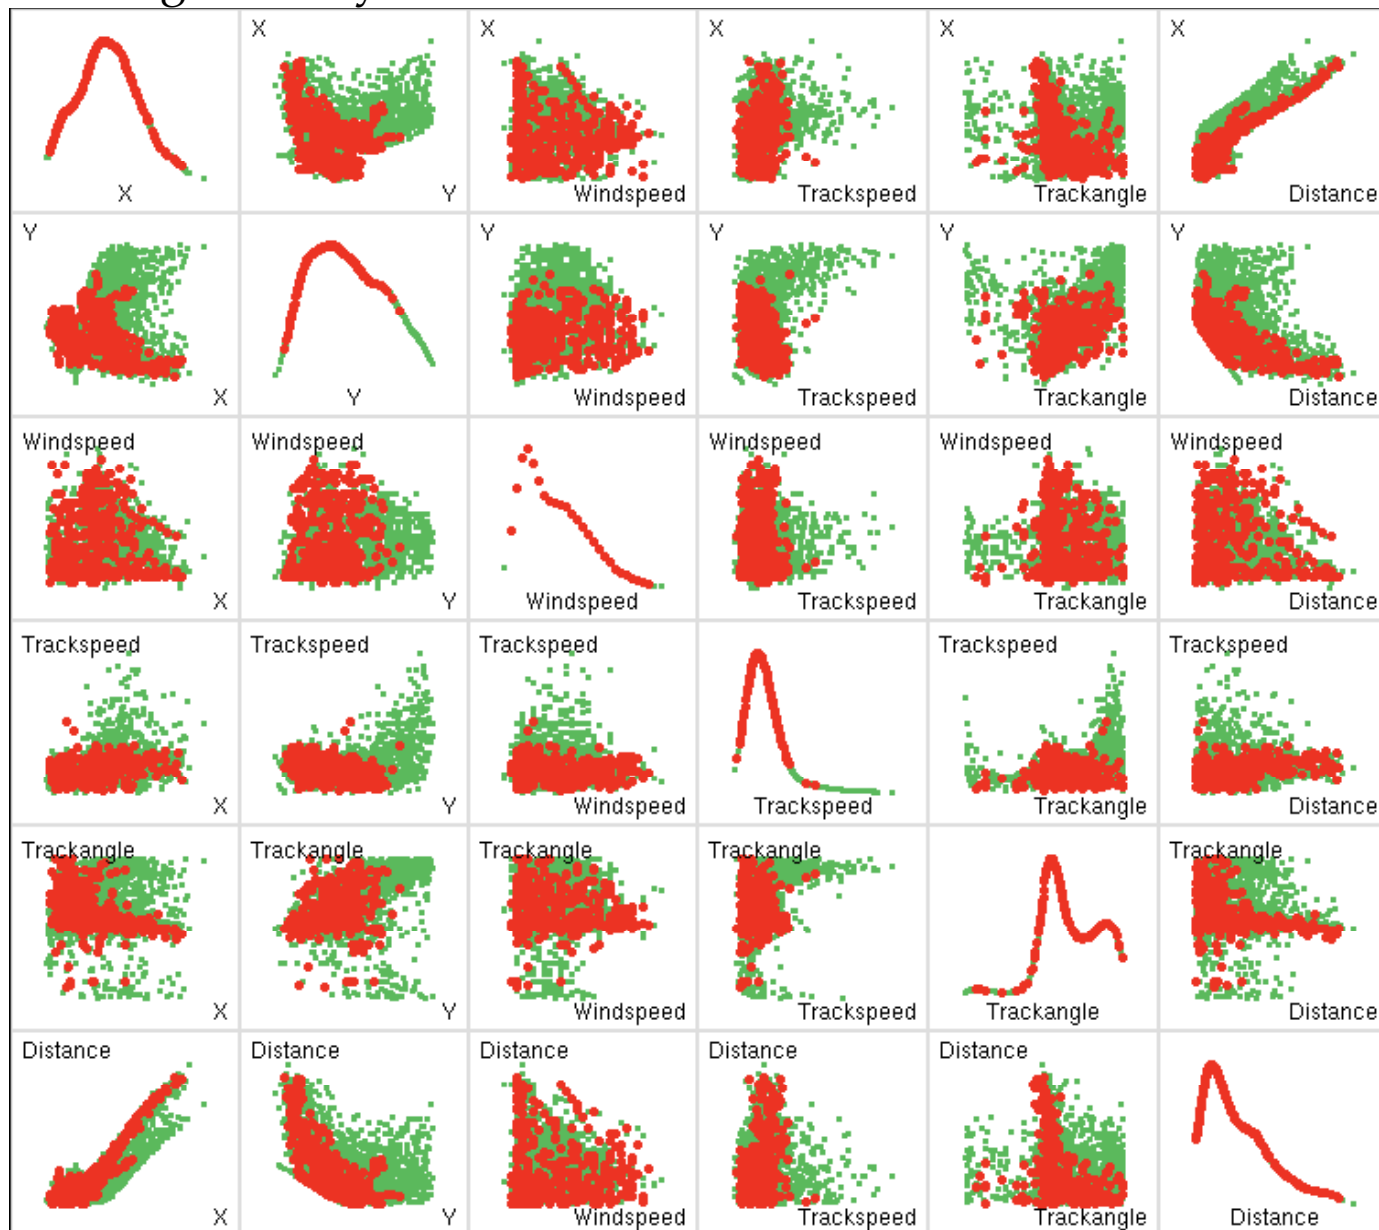 X X X X X
X Y Windspeed Trackspeed Trackangle Distance
Y Y Y Y Y
X Y Windspeed Trackspeed Trackangle Distance
Windspeed Windspeed Windspeed Windspeed Windspeed
X Y Windspeed Trackspeed Trackangle Distance
Trackspeed Trackspeed Trackspeed Trackspeed Trackspeed
X Y Windspeed Trackspeed Trackangle Distance
Trackangle Trackangle Trackangle Trackangle Trackangle
X Y Windspeed Trackspeed Trackangle Distance
Distance Distance Distance Distance Distance
X Y Windspeed Trackspeed Trackangle Distance